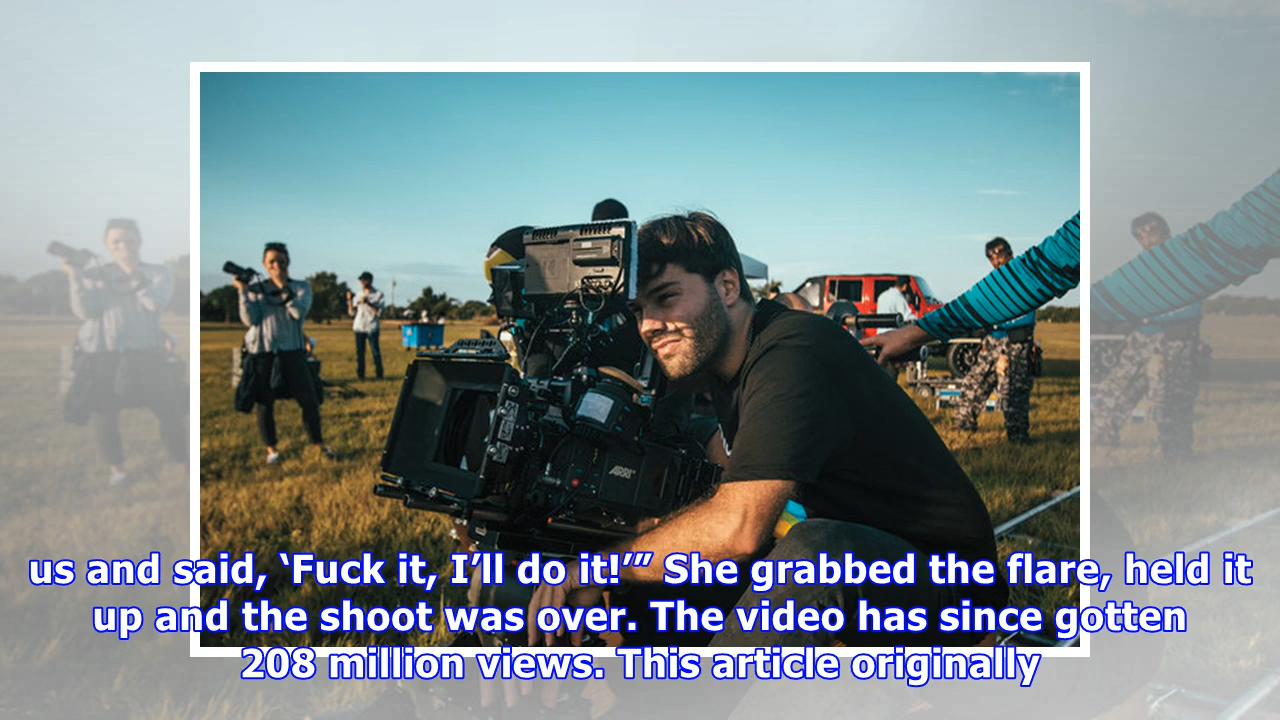 ARRI
us and said, ‘Fuck it, I’ll do it!’” She grabbed the flare, held it
up and the shoot was over. The video has since gotten
208 million views. This article originally